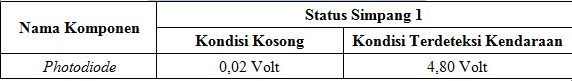 Nama Komponen
Status Simpang 1
Kondisi Kosong
Kondisi Terdeteksi Kendaraan
Photodiode
0,02 Volt
4,80 Volt